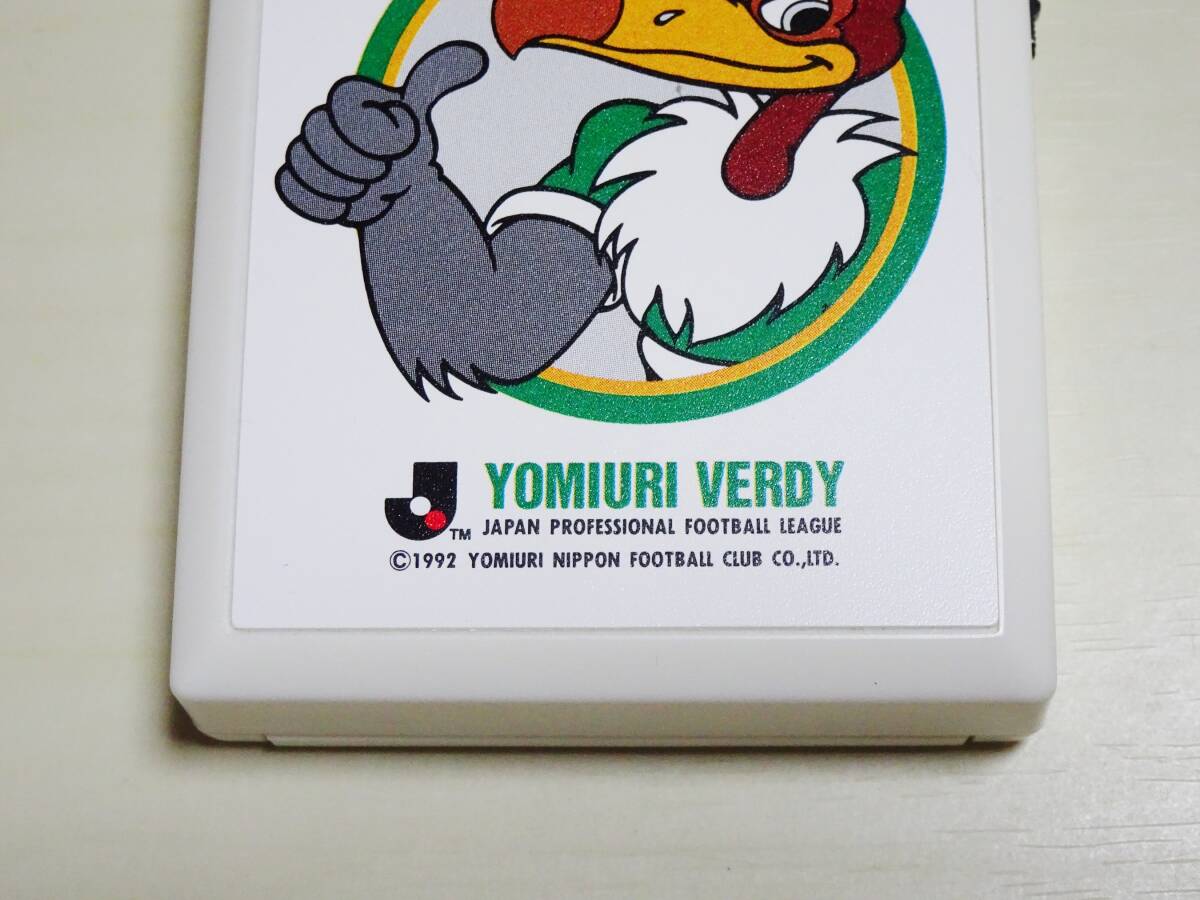 YOMIURI VERDY
J TM JAPAN PROFESSIONAL FOOTBALL LEAGUE
©1992 YOMIURI NIPPON FOOTBALL CLUB CO.,LTD.